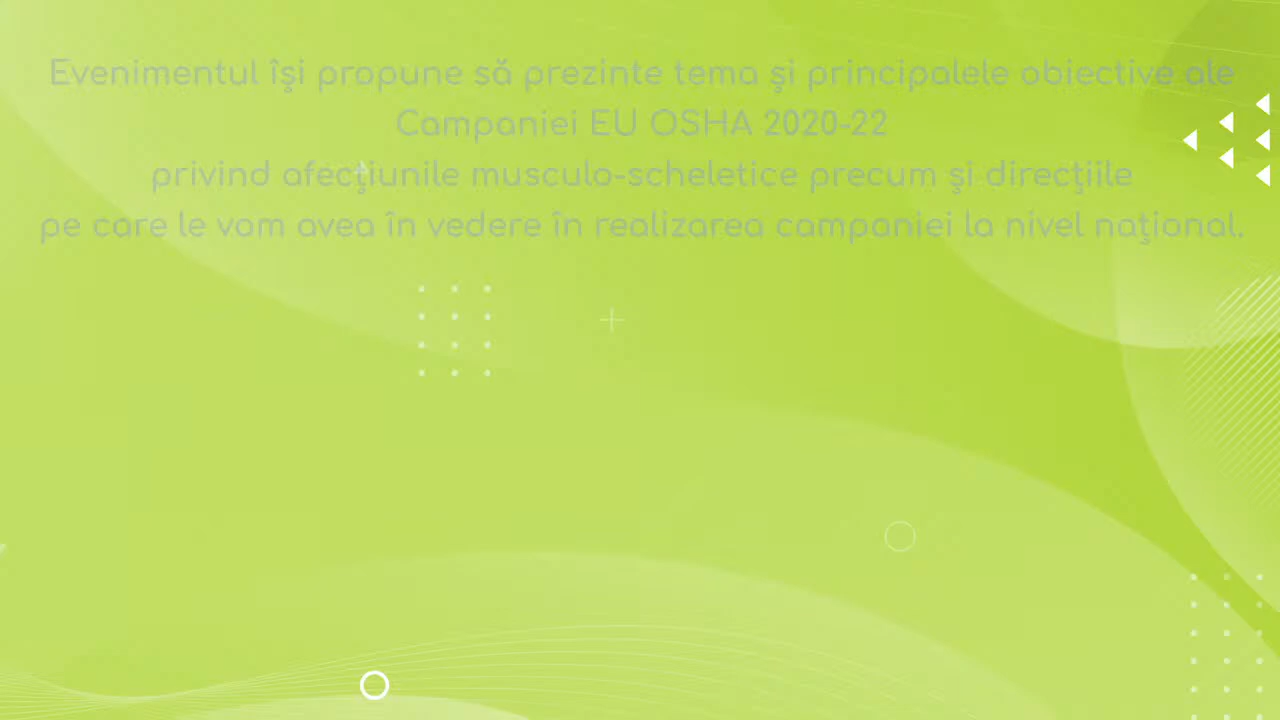 Evenimentul îşi propune să prezinte tema şi principalele obiective ale
Campaniei EU OSHA 2020-22
privind afecţiunile musculo-scheletice precum şi direcţiile
pe care le vom avea în vedere în realizarea campaniei la nivel naţional.